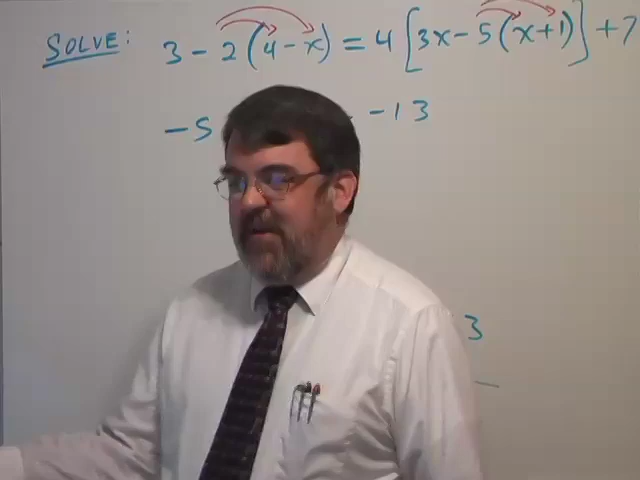 SOLVE: 3 - 2(4 - x) = 4[3x - 5(x+1)] + 7
-5 -13
3